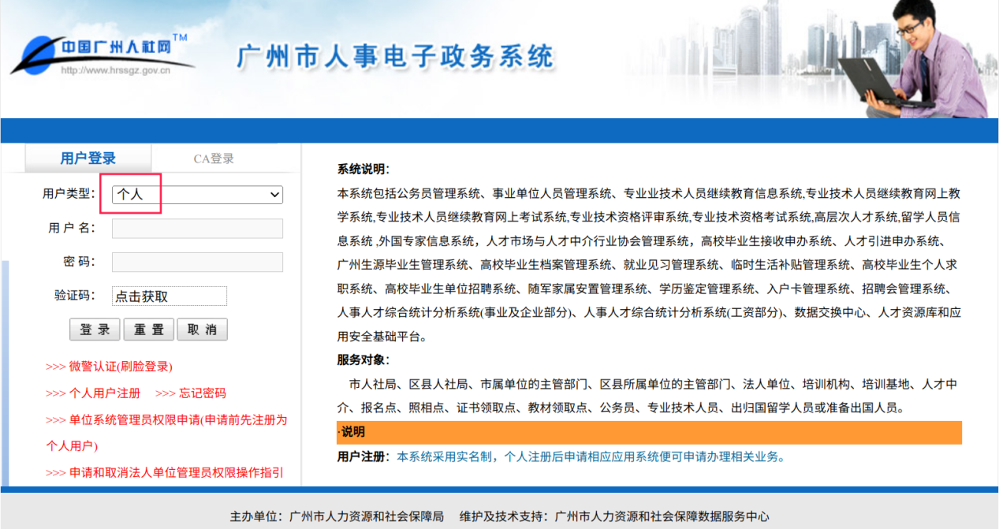 中国广州人社网TM
http://www.hrssgz.gov.cn
广州市人事电子政务系统
用户登录
CA登录
用户类型：
个人
用 户 名：
密 码：
验证码：
点击获取
登 录
重 置
取 消
>>> 微警认证(刷脸登录)
>>> 个人用户注册 >>> 忘记密码
>>> 单位系统管理员权限申请(申请前先注册为
个人用户)
>>> 申请和取消法人单位管理员权限操作指引
系统说明：
本系统包括公务员管理系统、事业单位人员管理系统、专业业技术人员继续教育信息系统,专业技术人员继续教育网上教
学系统,专业技术人员继续教育网上考试系统,专业技术资格评审系统,专业技术资格考试系统,高层次人才系统,留学人员信
息系统 ,外国专家信息系统，人才市场与人才中介行业协会管理系统，高校毕业生接收申办系统、人才引进申办系统、
广州生源毕业生管理系统、高校毕业生档案管理系统、就业见习管理系统、临时生活补贴管理系统、高校毕业生个人求
职系统、高校毕业生单位招聘系统、随军家属安置管理系统、学历鉴定管理系统、入户卡管理系统、招聘会管理系统、
人事人才综合统计分析系统(事业及企业部分)、人事人才综合统计分析系统(工资部分)、数据交换中心、人才资源库和应
用安全基础平台。
服务对象：
市人社局、区县人社局、市属单位的主管部门、区县所属单位的主管部门、法人单位、培训机构、培训基地、人才中
介、报名点、照相点、证书领取点、教材领取点、公务员、专业技术人员、出归国留学人员或准备出国人员。
·说明
用户注册：本系统采用实名制，个人注册后申请相应应用系统便可申请办理相关业务。
主办单位：广州市人力资源和社会保障局 维护及技术支持：广州市人力资源和社会保障数据服务中心